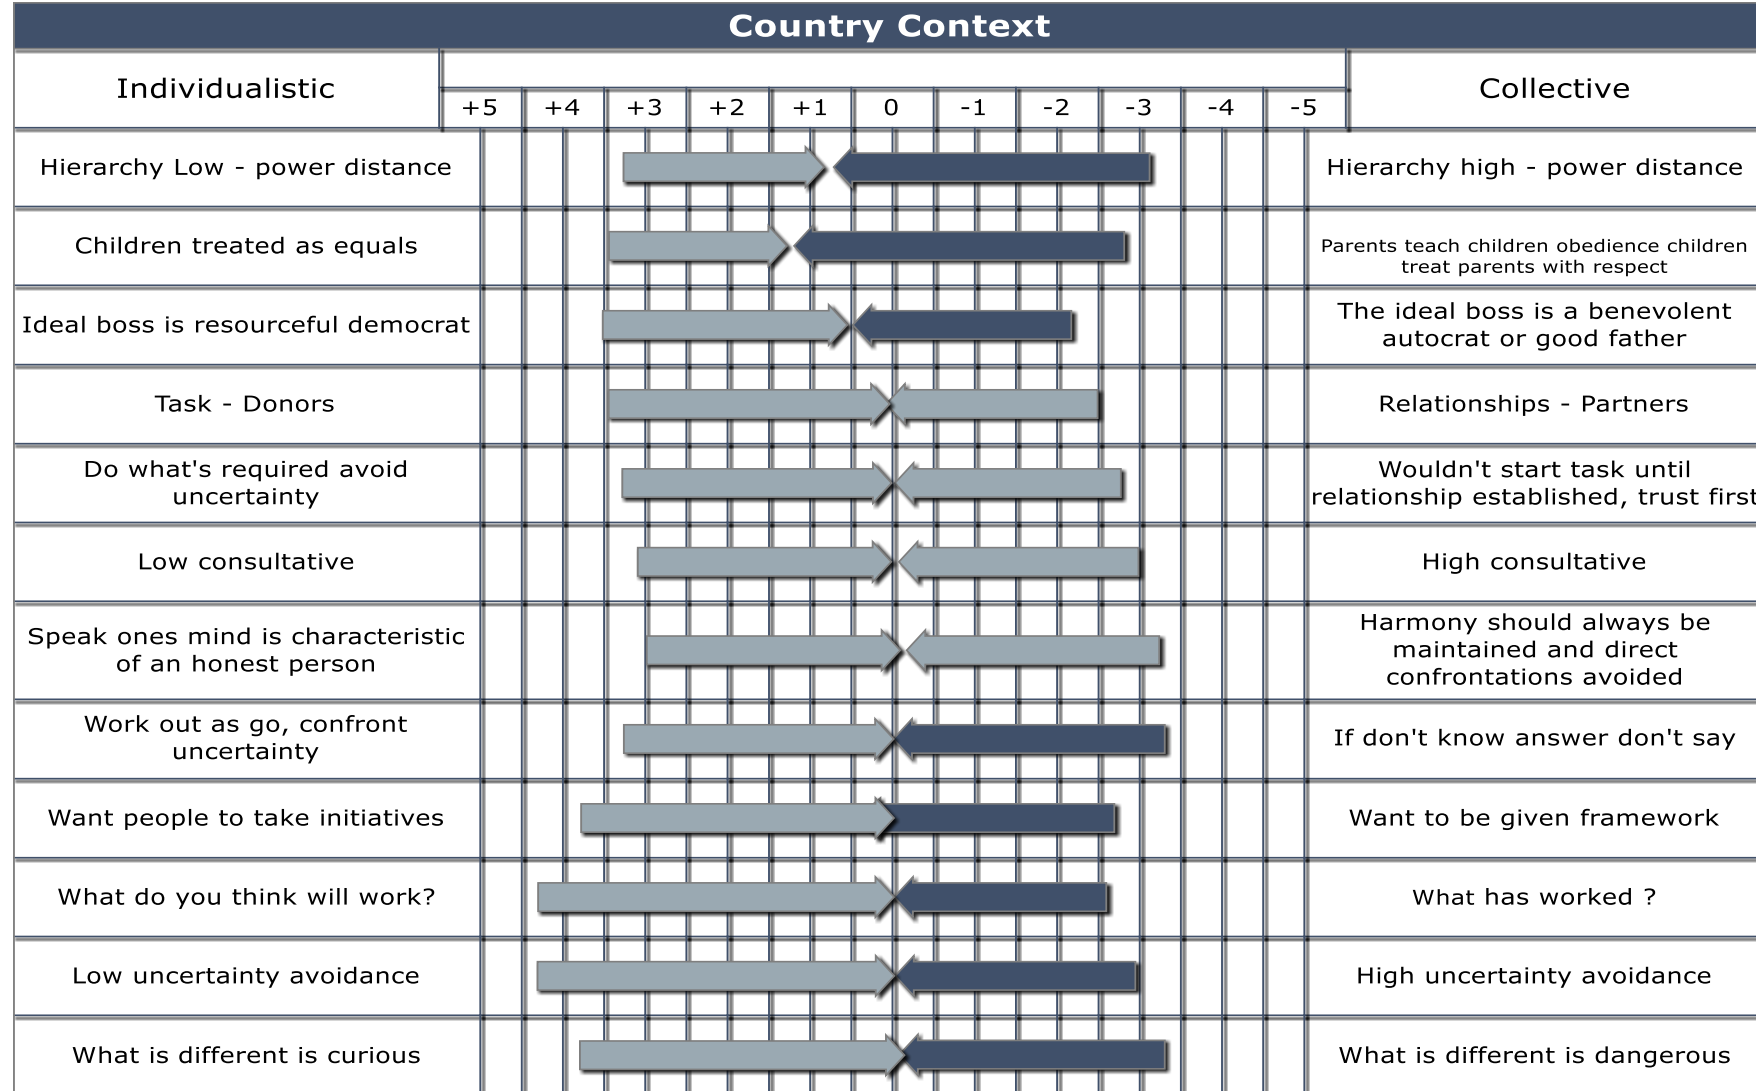 Country Context
Individualistic
Collective
+5 +4 +3 +2 +1 0 -1 -2 -3 -4 -5
Hierarchy Low - power distance
Hierarchy high - power distance
Children treated as equals
Parents teach children obedience children
treat parents with respect
Ideal boss is resourceful democrat
The ideal boss is a benevolent
autocrat or good father
Task - Donors
Relationships - Partners
Do what's required avoid
uncertainty
Wouldn't start task until
relationship established, trust first
Low consultative
High consultative
Speak ones mind is characteristic
of an honest person
Harmony should always be
maintained and direct
confrontations avoided
Work out as go, confront
uncertainty
If don't know answer don't say
Want people to take initiatives
Want to be given framework
What do you think will work?
What has worked ?
Low uncertainty avoidance
High uncertainty avoidance
What is different is curious
What is different is dangerous